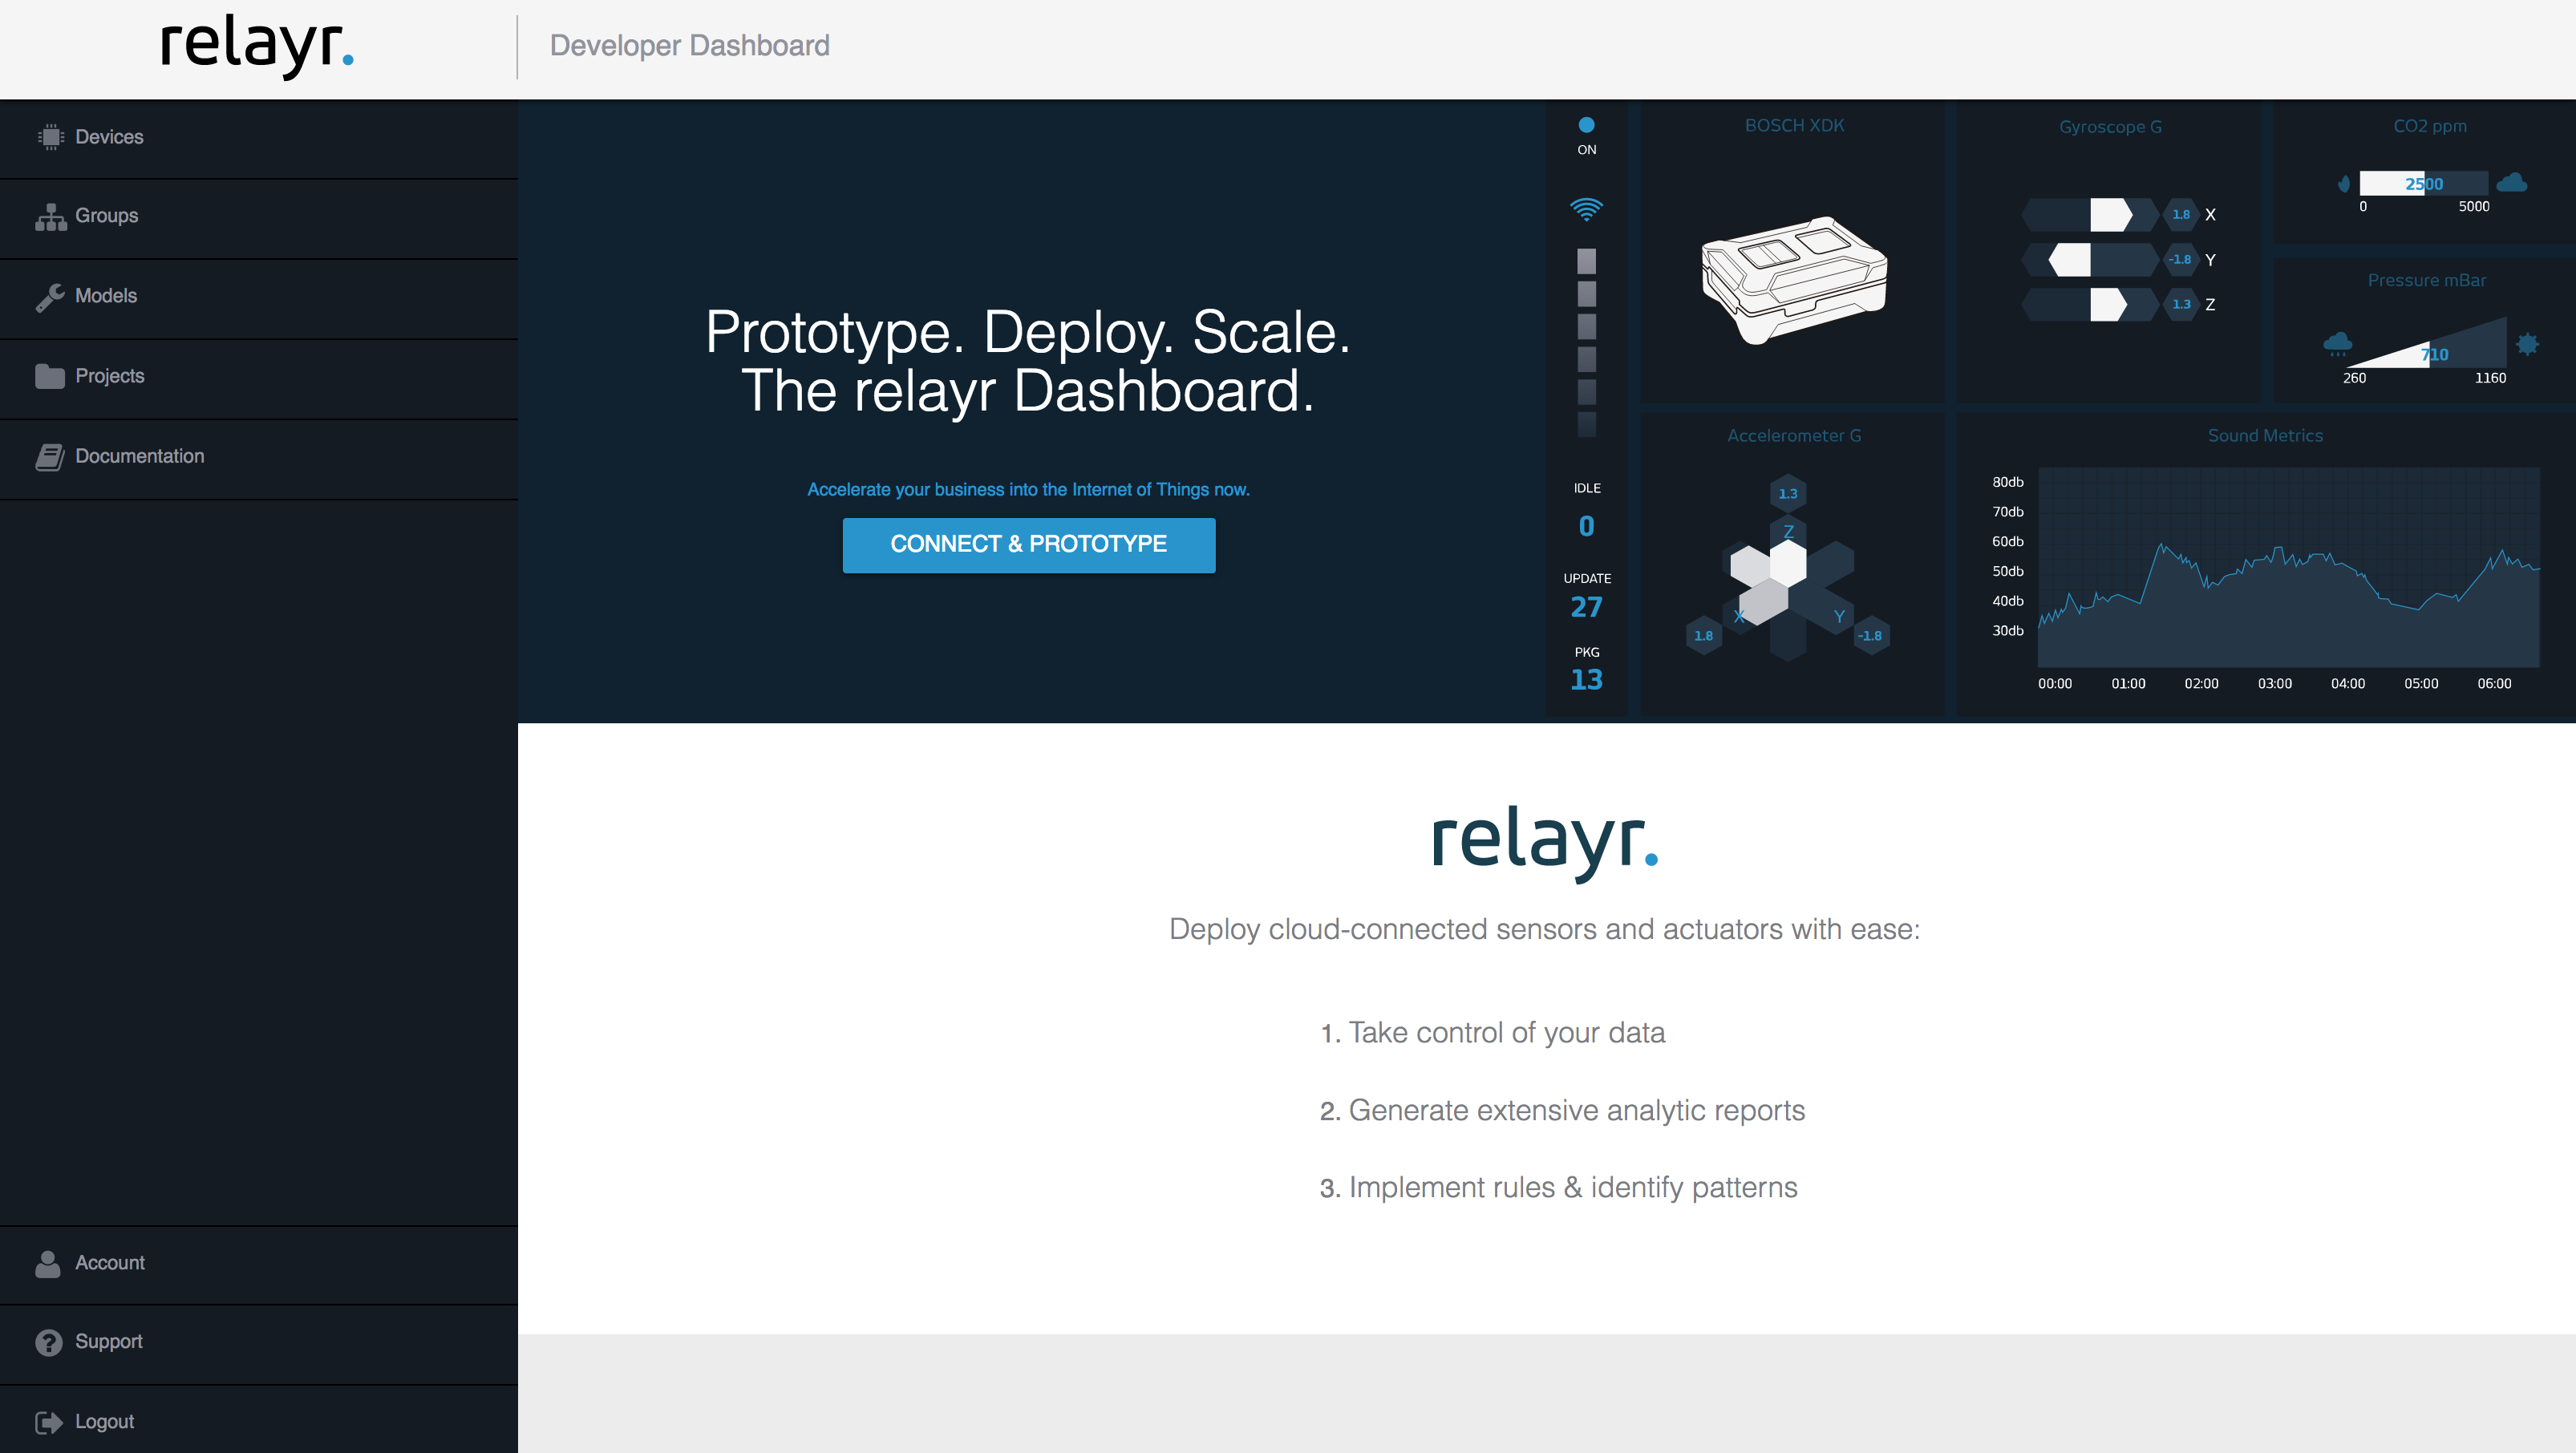 relayr.
Developer Dashboard
Devices
Groups
Models
Projects
Documentation
Account
Support
Logout
Prototype. Deploy. Scale.
The relayr Dashboard.
Accelerate your business into the Internet of Things now.
CONNECT & PROTOTYPE
ON
IDLE
0
UPDATE
27
PKG
13
BOSCH XDK
Gyroscope G
1.8 X
-1.8 Y
1.3 Z
CO2 ppm
2500
0 5000
Pressure mBar
710
260 1160
Accelerometer G
1.3
Z
X Y
1.8 -1.8
Sound Metrics
80db
70db
60db
50db
40db
30db
00:00 01:00 02:00 03:00 04:00 05:00 06:00
relayr.
Deploy cloud-connected sensors and actuators with ease:
1. Take control of your data
2. Generate extensive analytic reports
3. Implement rules & identify patterns